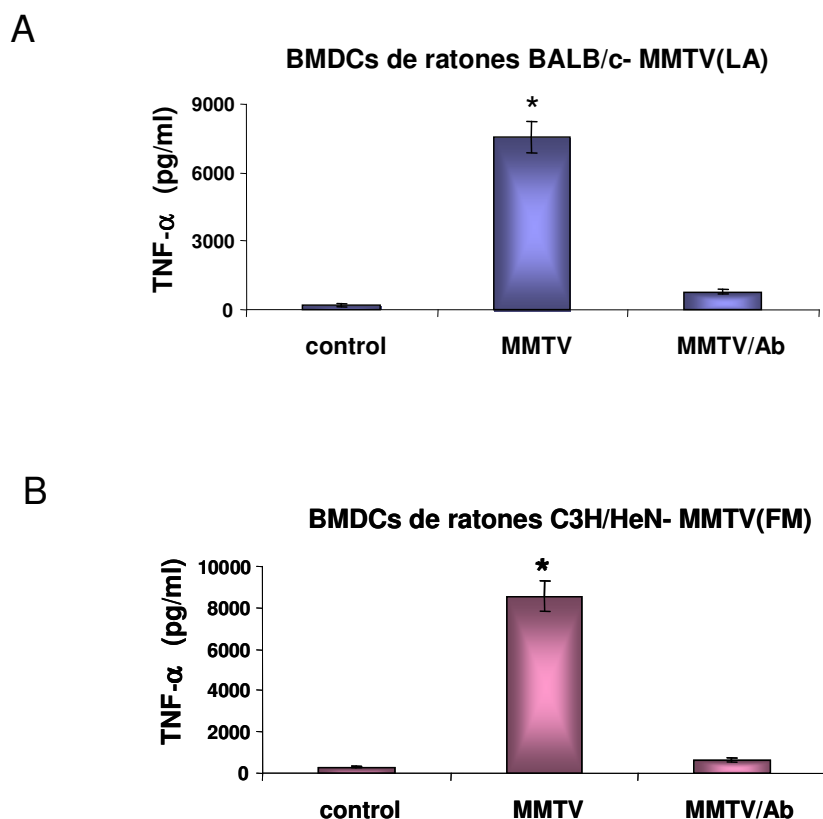 A
BMDCs de ratones BALB/c- MMTV(LA)
TNF-α (pg/ml)
9000
6000
3000
0
*
control
MMTV
MMTV/Ab
B
BMDCs de ratones C3H/HeN- MMTV(FM)
TNF-α (pg/ml)
10000
8000
6000
4000
2000
0
*
control
MMTV
MMTV/Ab